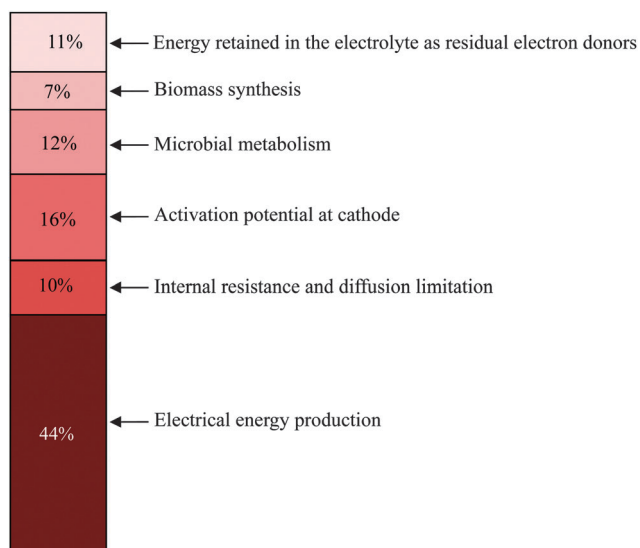 11% Energy retained in the electrolyte as residual electron donors
7% Biomass synthesis
12% Microbial metabolism
16% Activation potential at cathode
10% Internal resistance and diffusion limitation
44% Electrical energy production